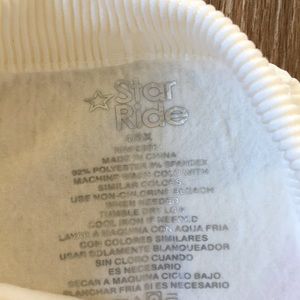 Star
Ride
MADE IN CHINA
92% POLYESTER 8% SPANDEX
MACHINE WASH COLD WITH
SIMILAR COLORS
USE NON-CHLORINE BLEACH
WHEN NEEDED
TUMBLE DRY LOW
COOL IRON IF NEEDED
LAVAR A MAQUINA CON AGUA FRIA
CON COLORES SIMILARES
USAR SOLAMENTE BLANQUEADOR
SIN CLORO CUANDO
ES NECESARIO
SECAR A MAQUINA CICLO BAJO
PLANCHAR FRIA SI ES NECESARIO